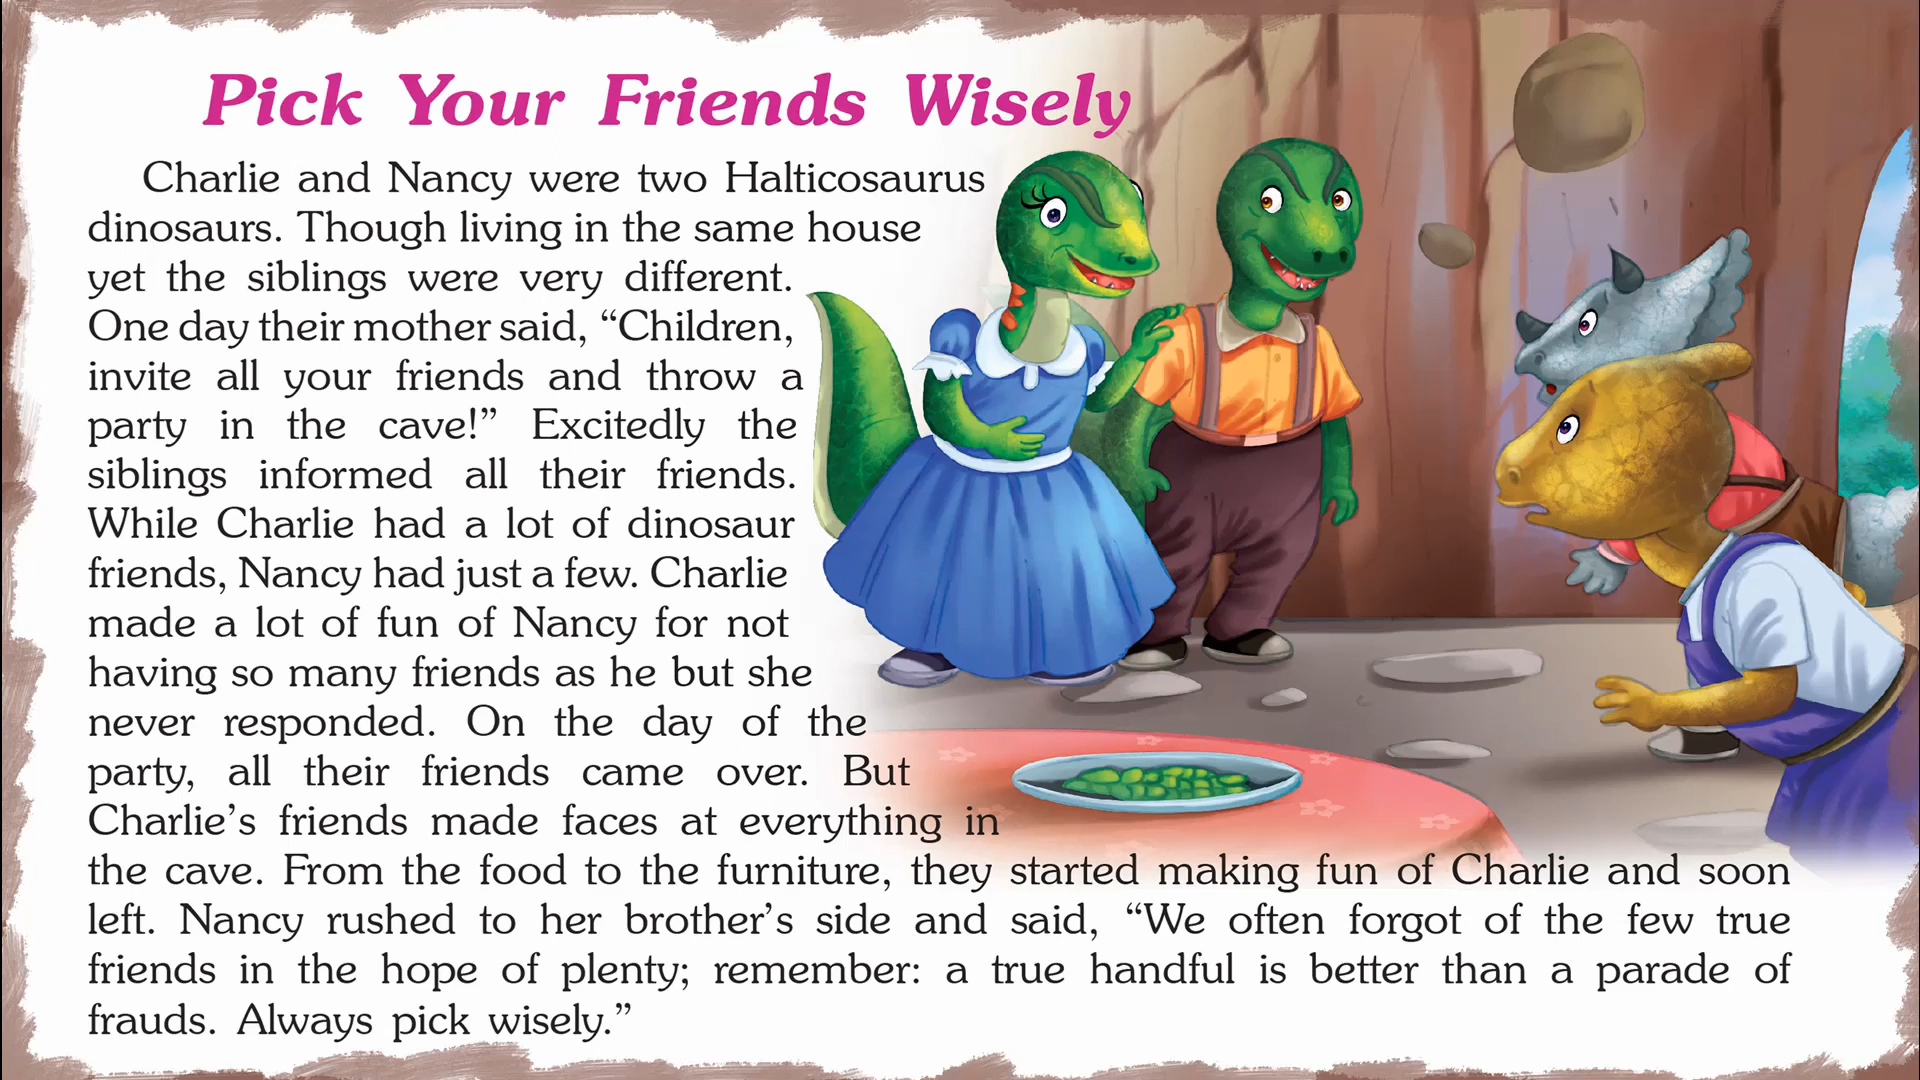 Pick Your Friends Wisely
Charlie and Nancy were two Halticosaurus
dinosaurs. Though living in the same house
yet the siblings were very different.
One day their mother said, “Children,
invite all your friends and throw a
party in the cave!” Excitedly the
siblings informed all their friends.
While Charlie had a lot of dinosaur
friends, Nancy had just a few. Charlie
made a lot of fun of Nancy for not
having so many friends as he but she
never responded. On the day of the
party, all their friends came over. But
Charlie’s friends made faces at everything in
the cave. From the food to the furniture, they started making fun of Charlie and soon
left. Nancy rushed to her brother’s side and said, “We often forgot of the few true
friends in the hope of plenty; remember: a true handful is better than a parade of
frauds. Always pick wisely.”